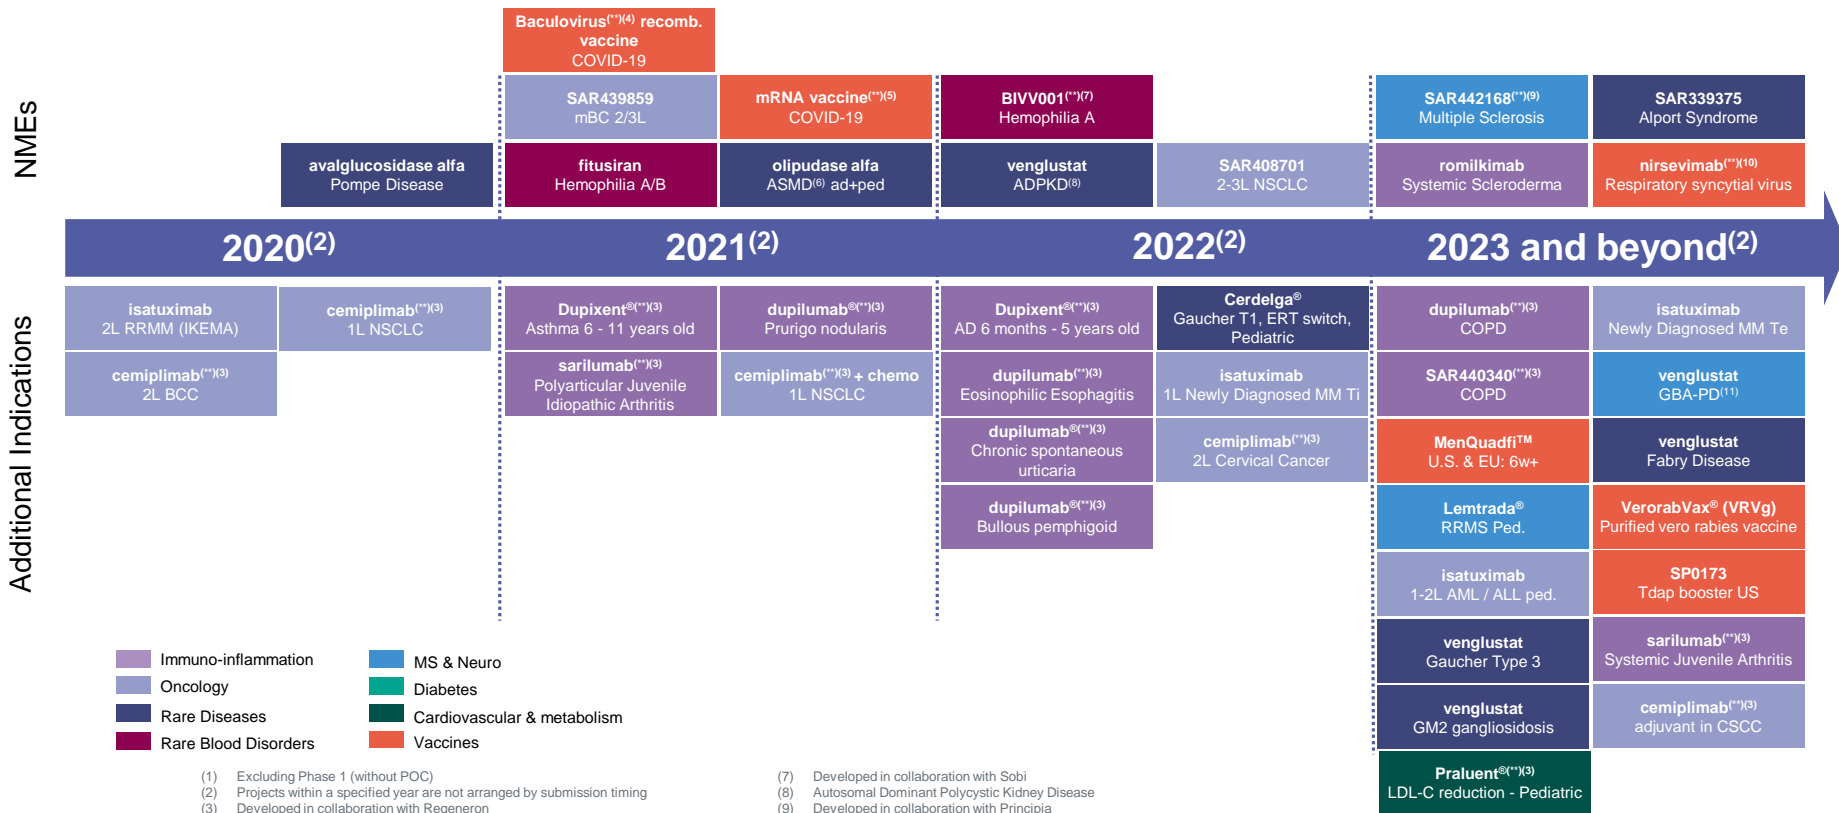 NMEs
Baculovirus(**)(4) recomb.
vaccine
COVID-19
SAR439859
mBC 2/3L
mRNA vaccine(**)(5)
COVID-19
BIVV001(**)(7)
Hemophilia A
SAR442168(**)(9)
Multiple Sclerosis
SAR339375
Alport Syndrome
avalglucosidase alfa
Pompe Disease
fitusiran
Hemophilia A/B
olipudase alfa
ASMD(6) ad+ped
venglustat
ADPKD(8)
SAR408701
2-3L NSCLC
romilkimab
Systemic Scleroderma
nirsevimab(**)(10)
Respiratory syncytial virus
2020(2)
2021(2)
2022(2)
2023 and beyond(2)
Additional Indications
isatuximab
2L RRMM (IKEMA)
cemiplimab(**)(3)
1L NSCLC
cemiplimab(**)(3)
2L BCC
Dupixent®(**)(3)
Asthma 6 - 11 years old
dupilumab®(**)(3)
Prurigo nodularis
sarilumab(**)(3)
Polyarticular Juvenile
Idiopathic Arthritis
cemiplimab(**)(3) + chemo
1L NSCLC
Dupixent®(**)(3)
AD 6 months - 5 years old
Cerdelga®
Gaucher T1, ERT switch,
Pediatric
dupilumab(**)(3)
Eosinophilic Esophagitis
isatuximab
1L Newly Diagnosed MM Ti
dupilumab®(**)(3)
Chronic spontaneous
urticaria
cemiplimab(**)(3)
2L Cervical Cancer
dupilumab®(**)(3)
Bullous pemphigoid
dupilumab(**)(3)
COPD
isatuximab
Newly Diagnosed MM Te
SAR440340(**)(3)
COPD
venglustat
GBA-PD(11)
MenQuadfi™
U.S. & EU: 6w+
venglustat
Fabry Disease
Lemtrada®
RRMS Ped.
VerorabVax® (VRVg)
Purified vero rabies vaccine
isatuximab
1-2L AML / ALL ped.
SP0173
Tdap booster US
venglustat
Gaucher Type 3
sarilumab(**)(3)
Systemic Juvenile Arthritis
venglustat
GM2 gangliosidosis
cemiplimab(**)(3)
adjuvant in CSCC
Praluent®(**)(3)
LDL-C reduction - Pediatric
Immuno-inflammation
Oncology
Rare Diseases
Rare Blood Disorders
MS & Neuro
Diabetes
Cardiovascular & metabolism
Vaccines
(1) Excluding Phase 1 (without POC)
(2) Projects within a specified year are not arranged by submission timing
(3) Developed in collaboration with Regeneron
(7) Developed in collaboration with Sobi
(8) Autosomal Dominant Polycystic Kidney Disease
(9) Developed in collaboration with Principia